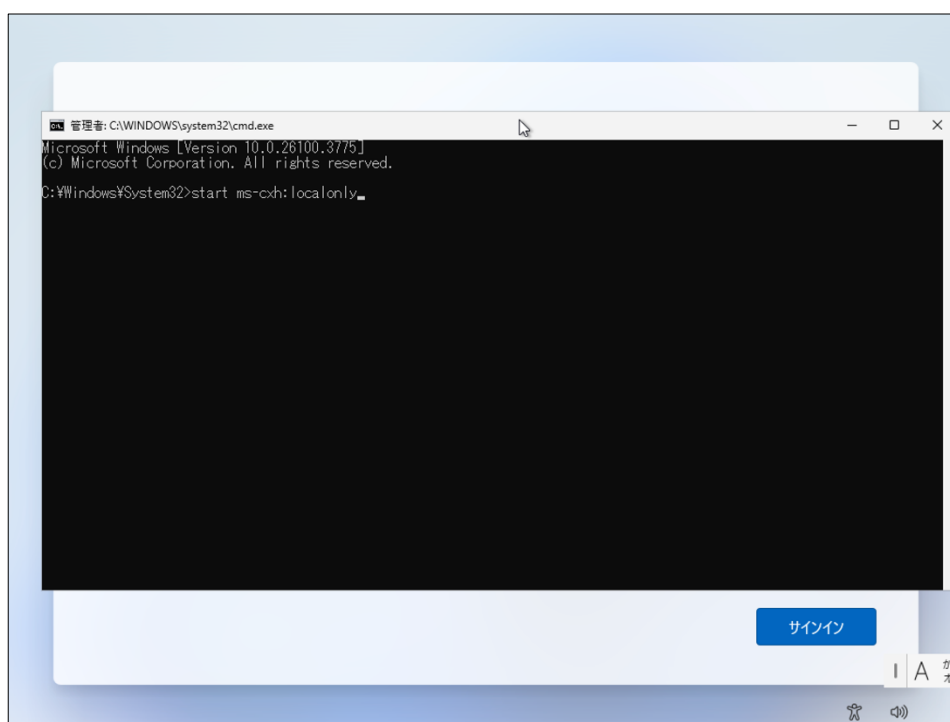 管理者: C:\WINDOWS\system32\cmd.exe
Microsoft Windows [Version 10.0.26100.3775]
(c) Microsoft Corporation. All rights reserved.
C:¥Windows¥System32>start ms-cxh:localonly
サインイン
A